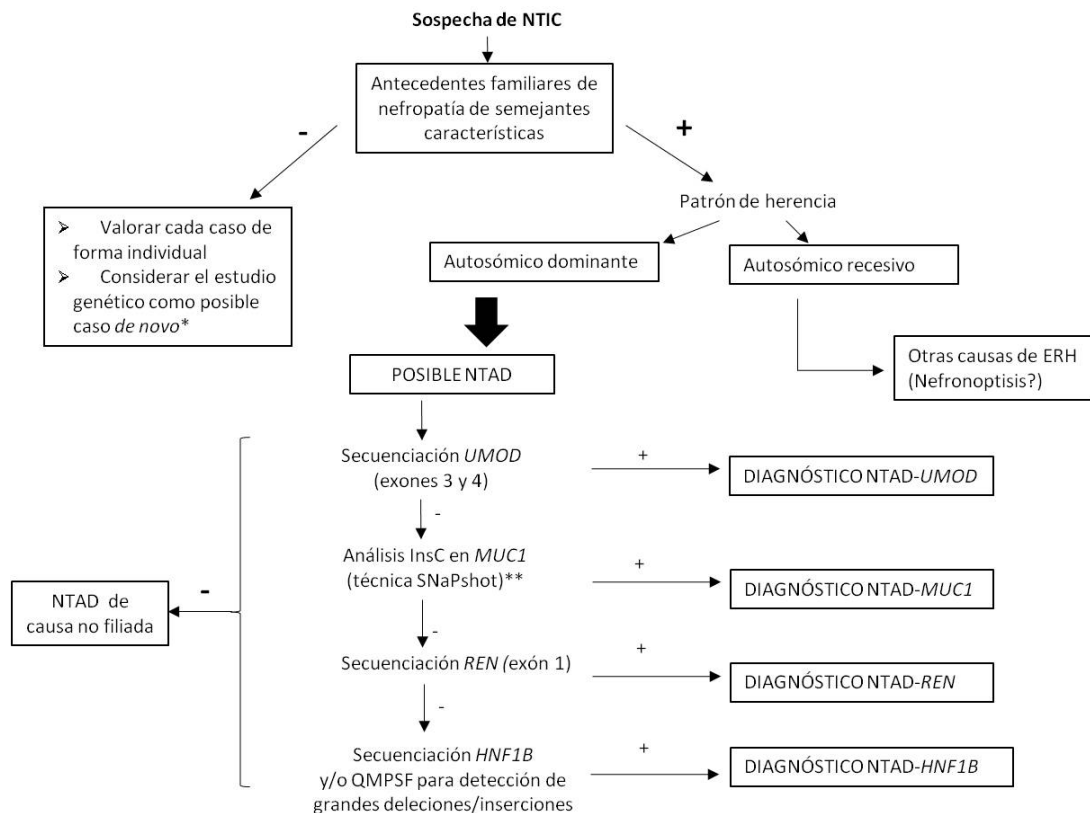 Sospecha de NTIC
Antecedentes familiares de
nefropatía de semejantes
características
-
+
➢ Valorar cada caso de
forma individual
➢ Considerar el estudio
genético como posible
caso de novo*
Patrón de herencia
Autosómico dominante
Autosómico recesivo
Otras causas de ERH
(Nefronoptisis?)
POSIBLE NTAD
Secuenciación UMOD
(exones 3 y 4)
+
DIAGNÓSTICO NTAD-UMOD
-
Análisis InsC en MUC1
(técnica SNaPshot)**
+
DIAGNÓSTICO NTAD-MUC1
-
NTAD de
causa no filiada
-
Secuenciación REN (exón 1)
+
DIAGNÓSTICO NTAD-REN
-
Secuenciación HNF1B
y/o QMPSF para detección de
grandes deleciones/inserciones
+
DIAGNÓSTICO NTAD-HNF1B